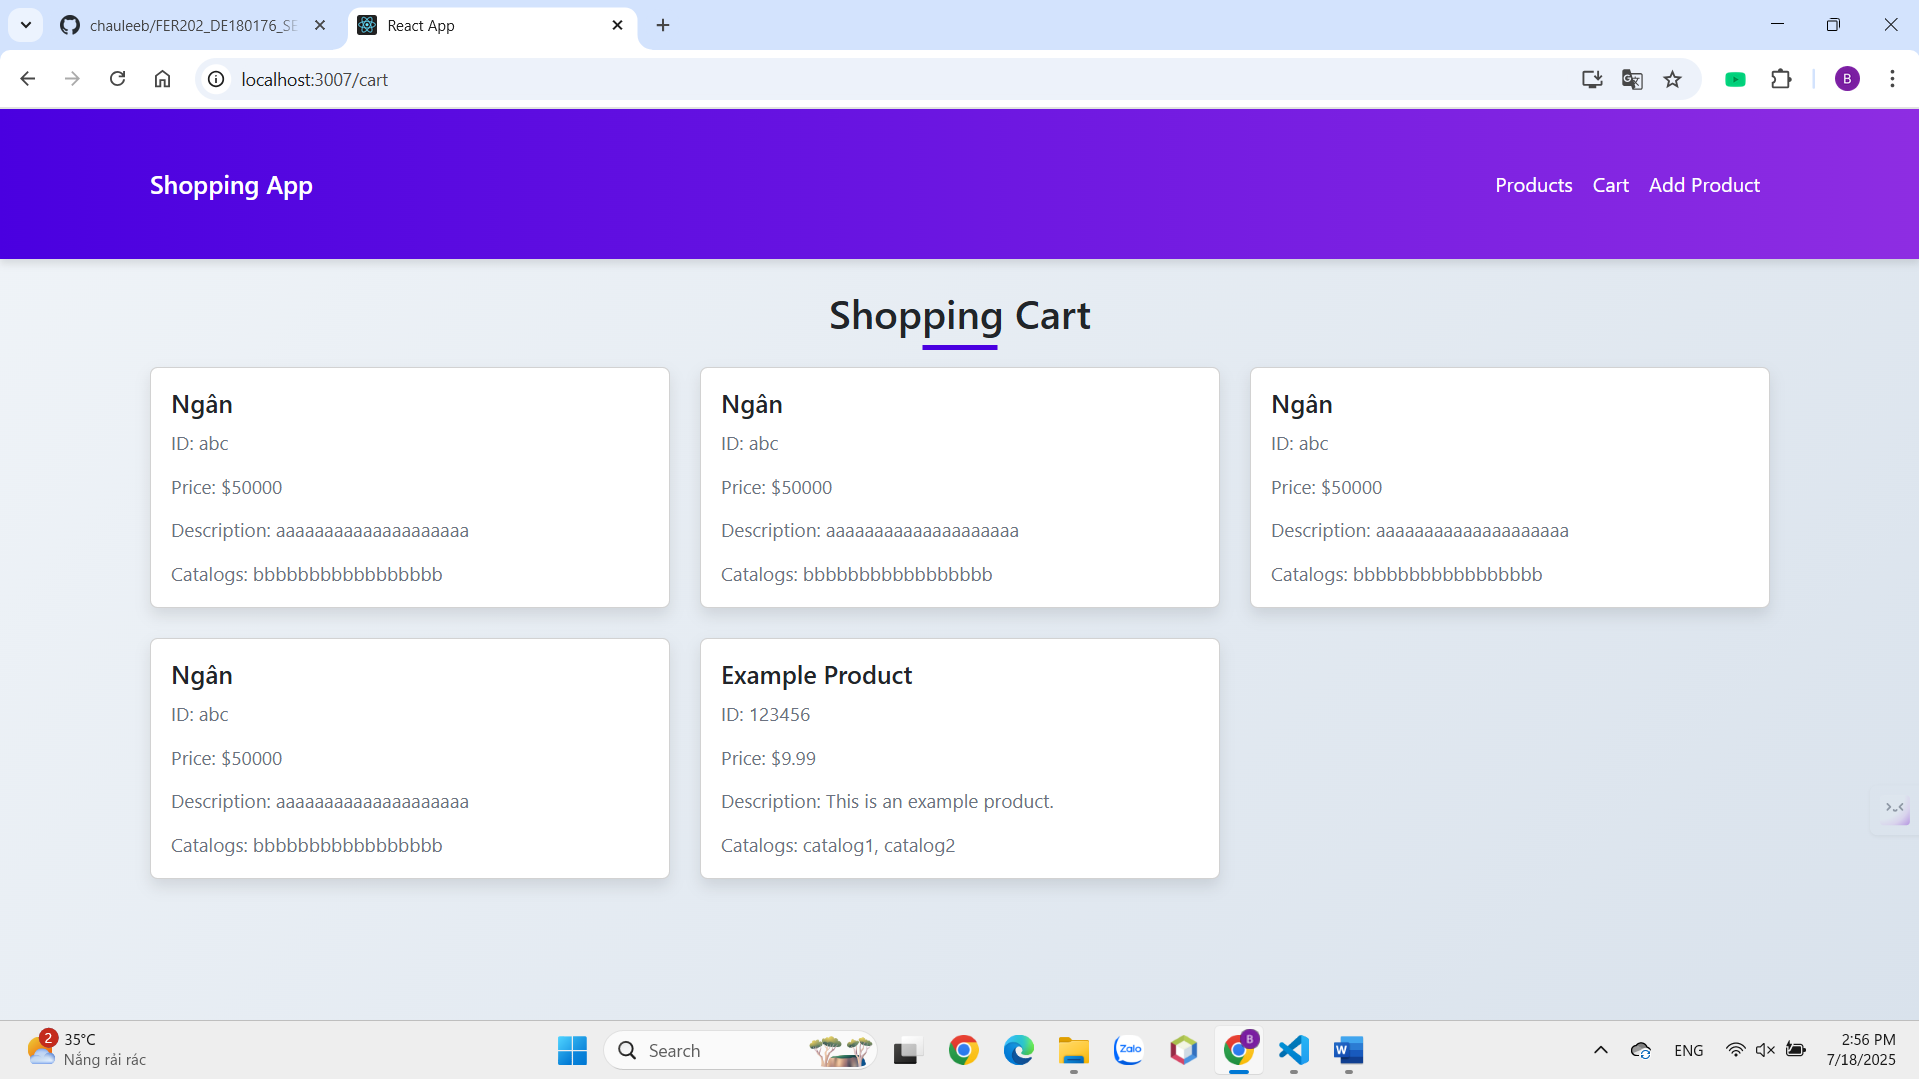 chauleeb/FER202_DE180176_SE
React App
localhost:3007/cart
B
Shopping App
Products
Cart
Add Product
Shopping Cart
Ngân
ID: abc
Price: $50000
Description: aaaaaaaaaaaaaaaaaaaa
Catalogs: bbbbbbbbbbbbbbbbb
Ngân
ID: abc
Price: $50000
Description: aaaaaaaaaaaaaaaaaaaa
Catalogs: bbbbbbbbbbbbbbbbb
Ngân
ID: abc
Price: $50000
Description: aaaaaaaaaaaaaaaaaaaa
Catalogs: bbbbbbbbbbbbbbbbb
Ngân
ID: abc
Price: $50000
Description: aaaaaaaaaaaaaaaaaaaa
Catalogs: bbbbbbbbbbbbbbbbb
Example Product
ID: 123456
Price: $9.99
Description: This is an example product.
Catalogs: catalog1, catalog2
2
35°C
Nắng rải rác
Search
Zalo
B
W
ENG
2:56 PM
7/18/2025